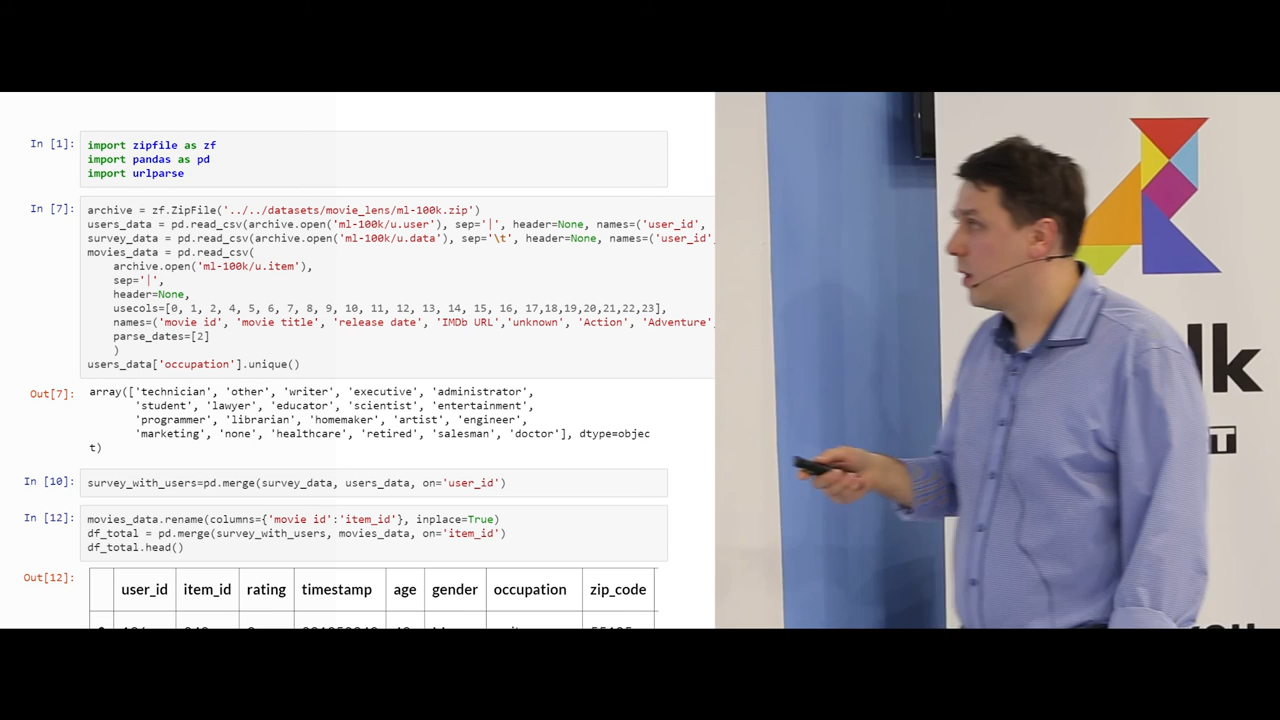 In [1]:
import zipfile as zf
import pandas as pd
import urlparse
In [7]:
archive = zf.ZipFile('../../datasets/movie_lens/ml-100k.zip')
users_data = pd.read_csv(archive.open('ml-100k/u.user'), sep='|', header=None, names=('user_id',
survey_data = pd.read_csv(archive.open('ml-100k/u.data'), sep='\t', header=None, names=('user_id',
movies_data = pd.read_csv(
archive.open('ml-100k/u.item'),
sep='|',
header=None,
usecols=[0, 1, 2, 4, 5, 6, 7, 8, 9, 10, 11, 12, 13, 14, 15, 16, 17,18,19,20,21,22,23],
names=('movie id', 'movie title', 'release date', 'IMDb URL','unknown', 'Action', 'Adventure'
parse_dates=[2]
)
users_data['occupation'].unique()
Out[7]:
array(['technician', 'other', 'writer', 'executive', 'administrator',
'student', 'lawyer', 'educator', 'scientist', 'entertainment',
'programmer', 'librarian', 'homemaker', 'artist', 'engineer',
'marketing', 'none', 'healthcare', 'retired', 'salesman', 'doctor'], dtype=objec
t)
In [10]:
survey_with_users=pd.merge(survey_data, users_data, on='user_id')
In [12]:
movies_data.rename(columns={'movie id':'item_id'}, inplace=True)
df_total = pd.merge(survey_with_users, movies_data, on='item_id')
df_total.head()
Out[12]:
user_id item_id rating timestamp age gender occupation zip_code
lk
T